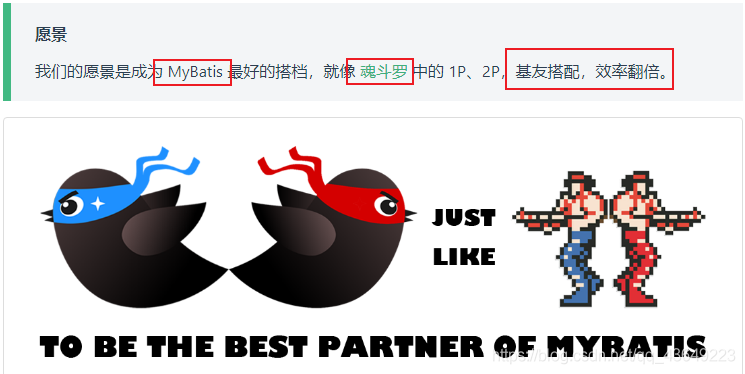 愿景
我们的愿景是成为 MyBatis 最好的搭档，就像 魂斗罗 中的 1P、2P，基友搭配，效率翻倍。
JUST
LIKE
TO BE THE BEST PARTNER OF MYBATIS
https://blog.csdn.net/qq_43649223